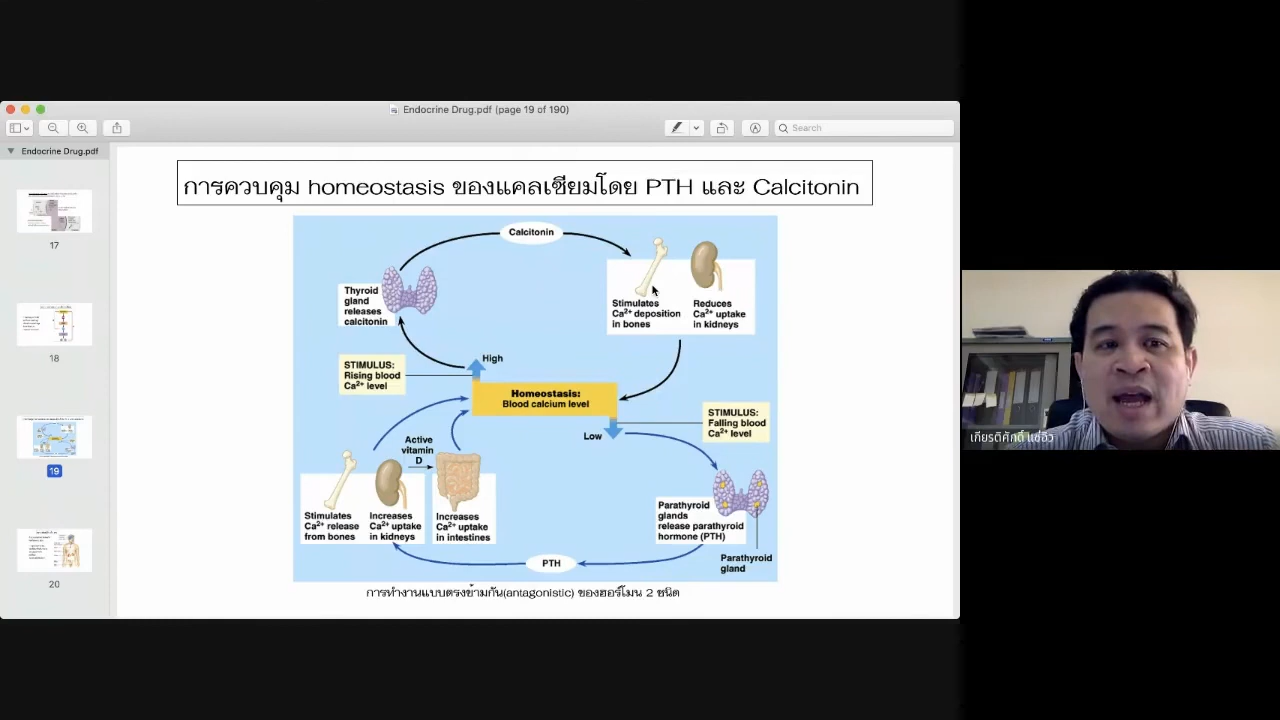 Endocrine Drug.pdf (page 19 of 190)
Search
Endocrine Drug.pdf
17
18
19
20
การควบคุม homeostasis ของแคลเซียมโดย PTH และ Calcitonin
Calcitonin
Thyroid
gland
releases
calcitonin
Stimulates
Ca²⁺ deposition
in bones
Reduces
Ca²⁺ uptake
in kidneys
High
STIMULUS:
Rising blood
Ca²⁺ level
Homeostasis:
Blood calcium level
STIMULUS:
Falling blood
Ca²⁺ level
Low
Active
vitamin
D
Stimulates
Ca²⁺ release
from bones
Increases
Ca²⁺ uptake
in kidneys
Increases
Ca²⁺ uptake
in intestines
Parathyroid
glands
release parathyroid
hormone (PTH)
Parathyroid
gland
PTH
การทำงานแบบตรงข้ามกัน(antagonistic) ของฮอร์โมน 2 ชนิด
เกียรติศักดิ์ แซ่อิว